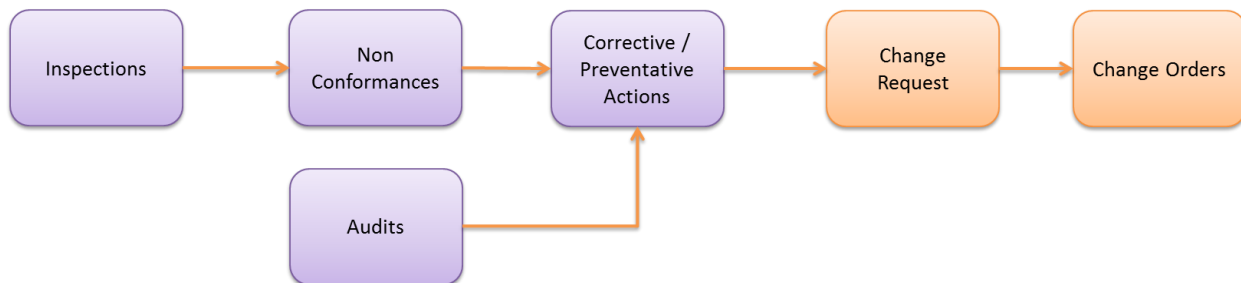 Inspections
Non
Conformances
Corrective /
Preventative
Actions
Change
Request
Change Orders
Audits